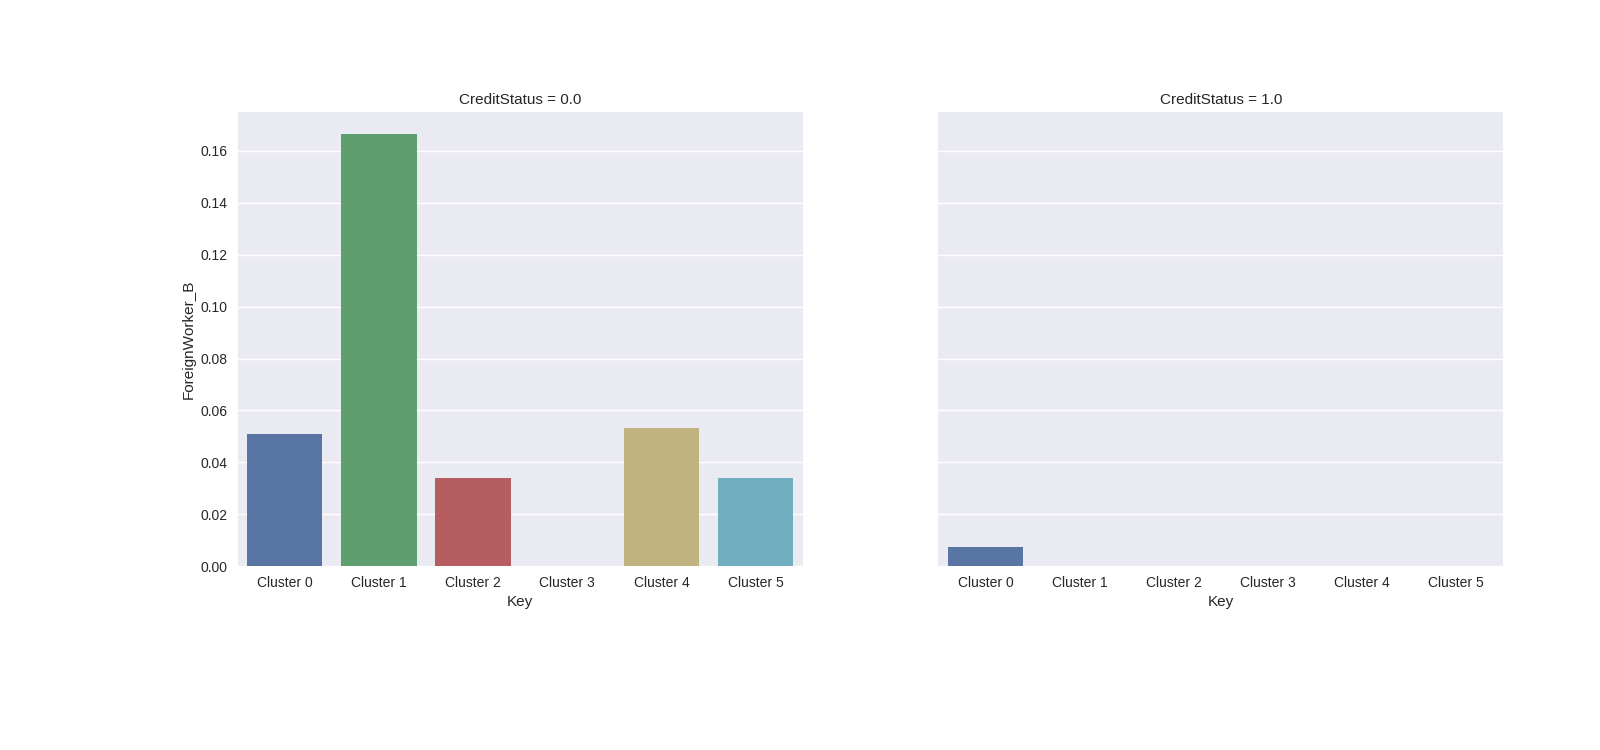 CreditStatus = 0.0
CreditStatus = 1.0
ForeignWorker_B
0.16
0.14
0.12
0.10
0.08
0.06
0.04
0.02
0.00
Cluster 0 Cluster 1 Cluster 2 Cluster 3 Cluster 4 Cluster 5
Key
Cluster 0 Cluster 1 Cluster 2 Cluster 3 Cluster 4 Cluster 5
Key